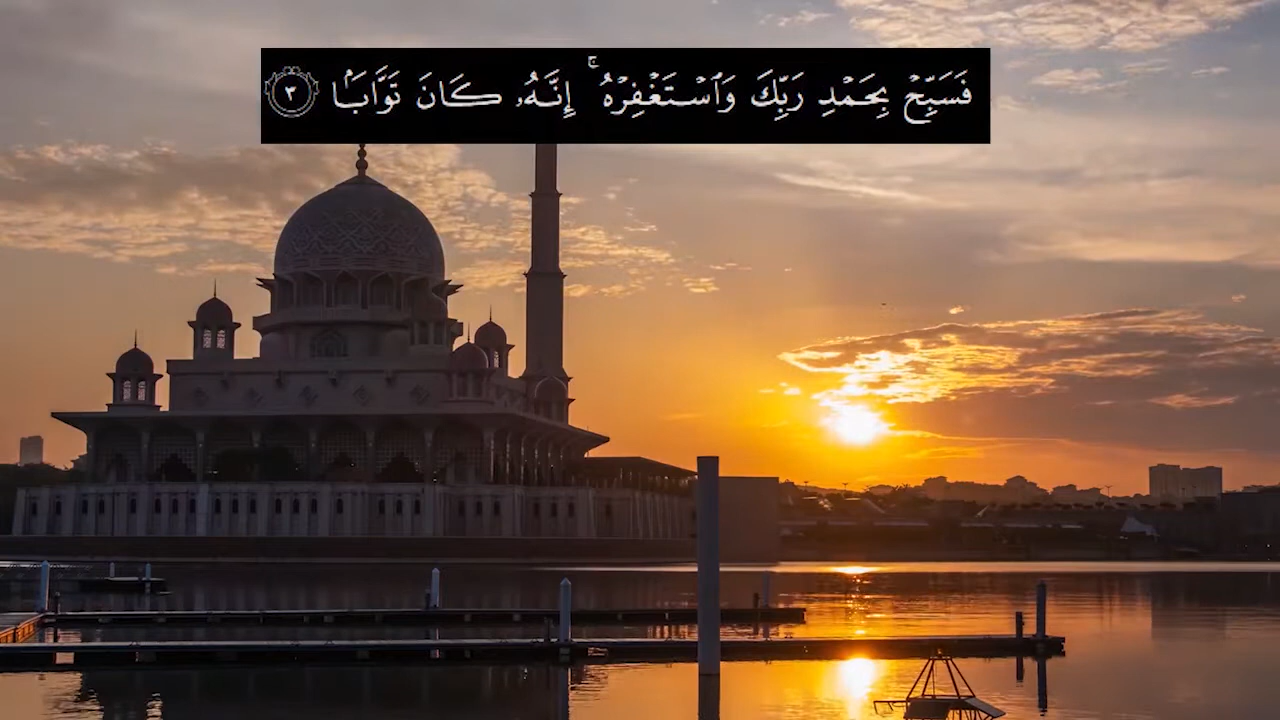 فَسَبِّحْ بِحَمْدِ رَبِّكَ وَٱسْتَغْفِرْهُ ۚ إِنَّهُۥ كَانَ تَوَّابَۢا ٣